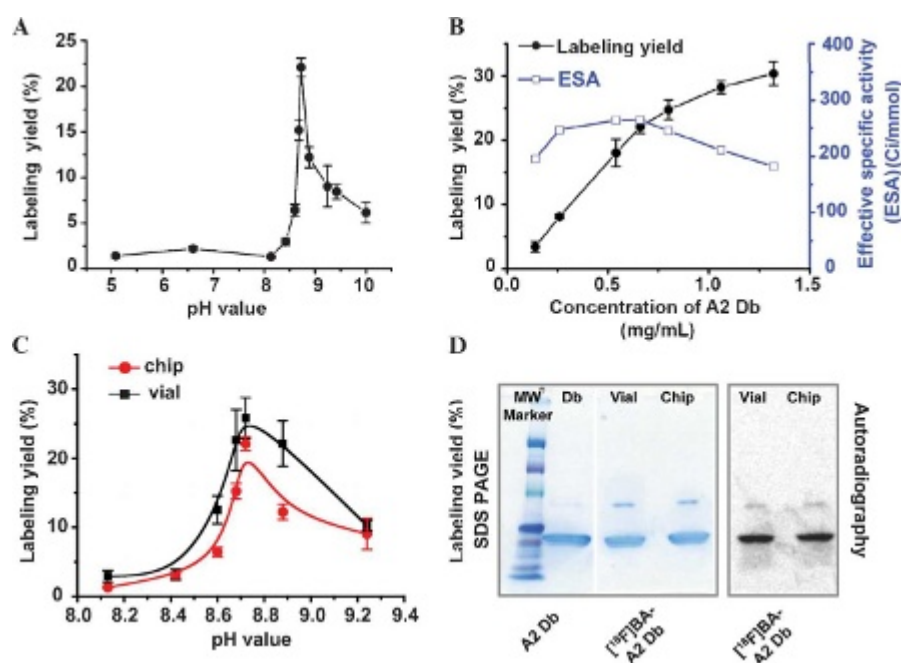 A
Labeling yield (%)
25
20
15
10
5
0
5 6 7 8 9 10
pH value
B
Labeling yield
ESA
Labeling yield (%)
30
20
10
0
400
300
200
100
0
Effective specific activity
(ESA)(Ci/mmol)
0.0 0.5 1.0 1.5
Concentration of A2 Db
(mg/mL)
C
chip
vial
Labeling yield (%)
40
30
20
10
0
8.0 8.2 8.4 8.6 8.8 9.0 9.2 9.4
pH value
D
MW Db Vial Chip
Marker
Vial Chip
Labeling yield (%)
SDS PAGE
Autoradiography
A2 Db
[18F]BA-
A2 Db
[18F]BA-
A2 Db